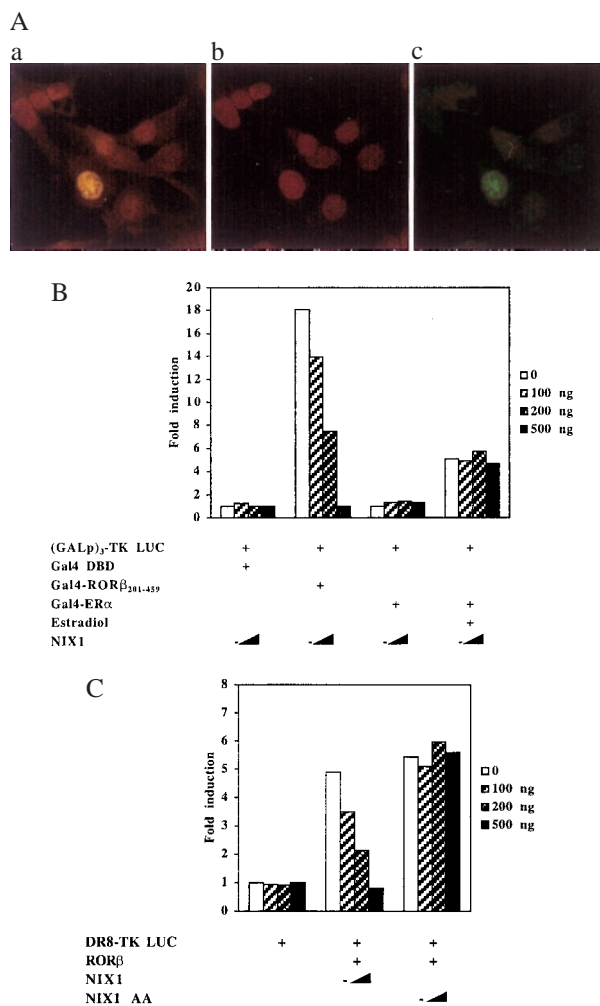 A
a b c
B
20
18
16
14
12
10
8
6
4
2
0
Fold induction
0
100 ng
200 ng
500 ng
(GALp)3-TK LUC + + + +
Gal4 DBD +
Gal4-RORβ201-459 +
Gal4-ERα + +
Estradiol +
NIX1 - - - -
C
8
7
6
5
4
3
2
1
0
Fold induction
0
100 ng
200 ng
500 ng
DR8-TK LUC + + +
RORβ + +
NIX1 -
NIX1 AA -